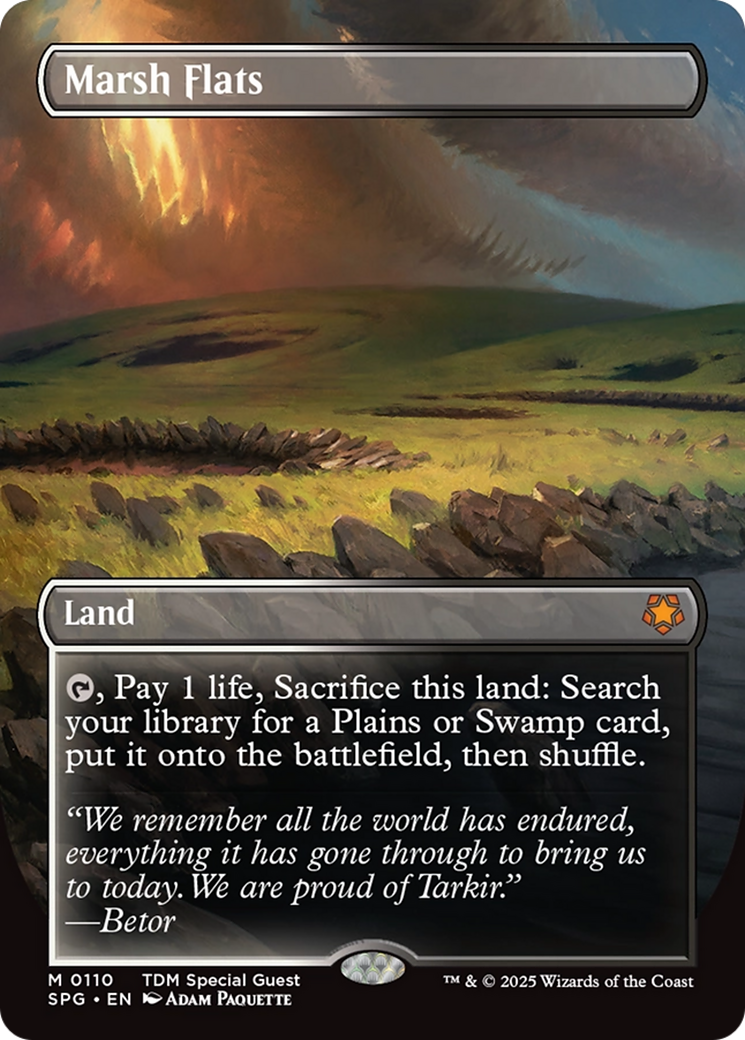 Marsh Flats
Land
, Pay 1 life, Sacrifice this land: Search
your library for a Plains or Swamp card,
put it onto the battlefield, then shuffle.
“We remember all the world has endured,
everything it has gone through to bring us
to today. We are proud of Tarkir.”
—Betor
M 0110 TDM Special Guest ™ & © 2025 Wizards of the Coast
SPG • EN Adam Paquette